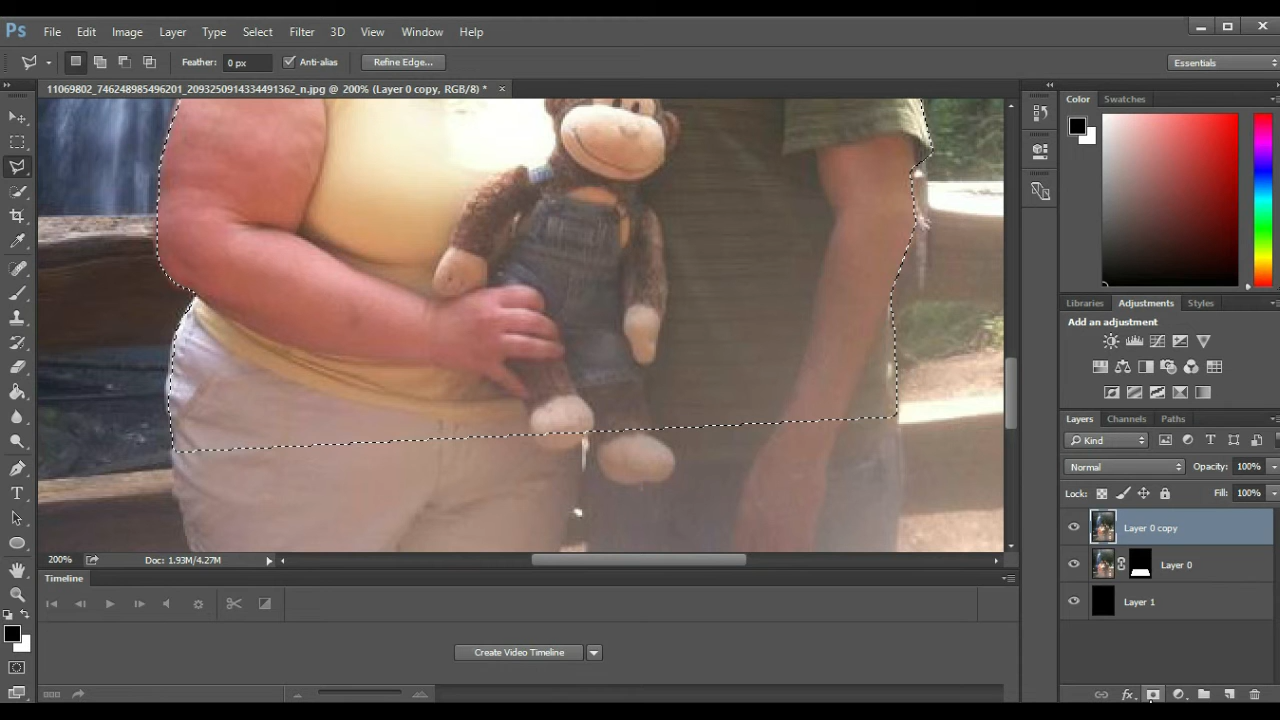 Ps File Edit Image Layer Type Select Filter 3D View Window Help
Feather: 0 px Anti-alias Refine Edge... Essentials
11069802_746248985496201_2093250914334491362_n.jpg @ 200% (Layer 0 copy, RGB/8) *
Color Swatches
Libraries Adjustments Styles
Add an adjustment
Layers Channels Paths
Kind
Normal Opacity: 100%
Lock: Fill: 100%
Layer 0 copy
Layer 0
Layer 1
200% Doc: 1.93M/4.27M
Timeline
Create Video Timeline
fx